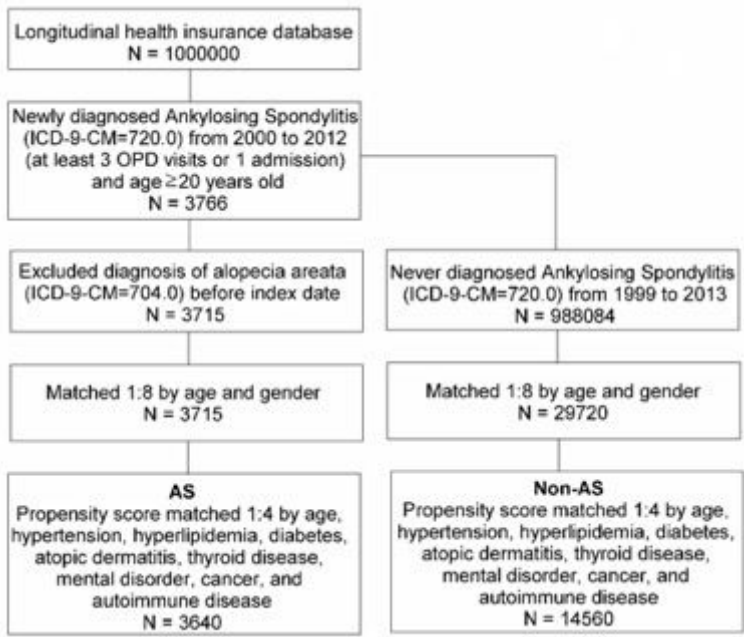 Longitudinal health insurance database
N = 1000000
Newly diagnosed Ankylosing Spondylitis
(ICD-9-CM=720.0) from 2000 to 2012
(at least 3 OPD visits or 1 admission)
and age≥20 years old
N = 3766
Excluded diagnosis of alopecia areata
(ICD-9-CM=704.0) before index date
N = 3715
Never diagnosed Ankylosing Spondylitis
(ICD-9-CM=720.0) from 1999 to 2013
N = 988084
Matched 1:8 by age and gender
N = 3715
Matched 1:8 by age and gender
N = 29720
AS
Propensity score matched 1:4 by age,
hypertension, hyperlipidemia, diabetes,
atopic dermatitis, thyroid disease,
mental disorder, cancer, and
autoimmune disease
N = 3640
Non-AS
Propensity score matched 1:4 by age,
hypertension, hyperlipidemia, diabetes,
atopic dermatitis, thyroid disease,
mental disorder, cancer, and
autoimmune disease
N = 14560